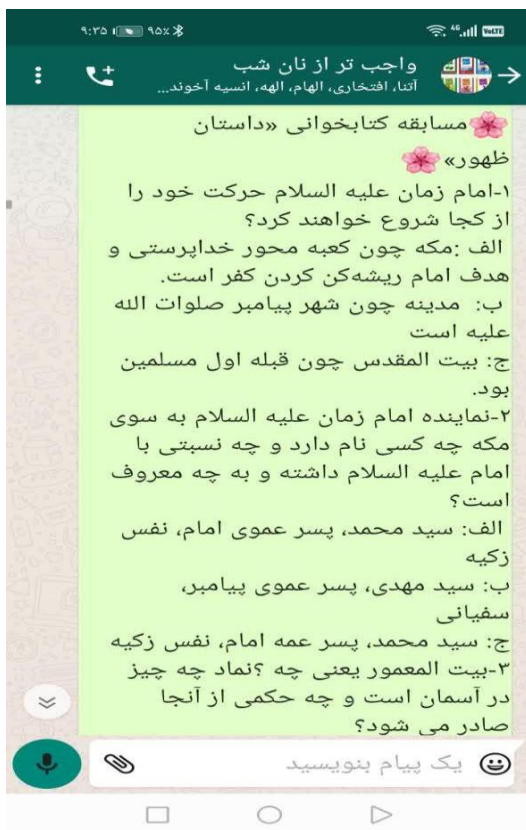 ۹:۳۵ ۹۵٪ 4G VoLTE
واجب تر از نان شب
آتنا، افتخاری، الهام، الهه، انسیه آخوند...
🌸مسابقه کتابخوانی «داستان
ظهور»🌸
۱-امام زمان علیه السلام حرکت خود را
از کجا شروع خواهند کرد؟
الف :مکه چون کعبه محور خداپرستی و
هدف امام ریشه‌کن کردن کفر است.
ب: مدینه چون شهر پیامبر صلوات الله
علیه است
ج: بیت المقدس چون قبله اول مسلمین
بود.
۲-نماینده امام زمان علیه السلام به سوی
مکه چه کسی نام دارد و چه نسبتی با
امام علیه السلام داشته و به چه معروف
است؟
الف: سید محمد، پسر عموی امام، نفس
زکیه
ب: سید مهدی، پسر عموی پیامبر،
سفیانی
ج: سید محمد، پسر عمه امام، نفس زکیه
۳-بیت المعمور یعنی چه ؟نماد چه چیز
در آسمان است و چه حکمی از آنجا
صادر می شود؟
یک پیام بنویسید